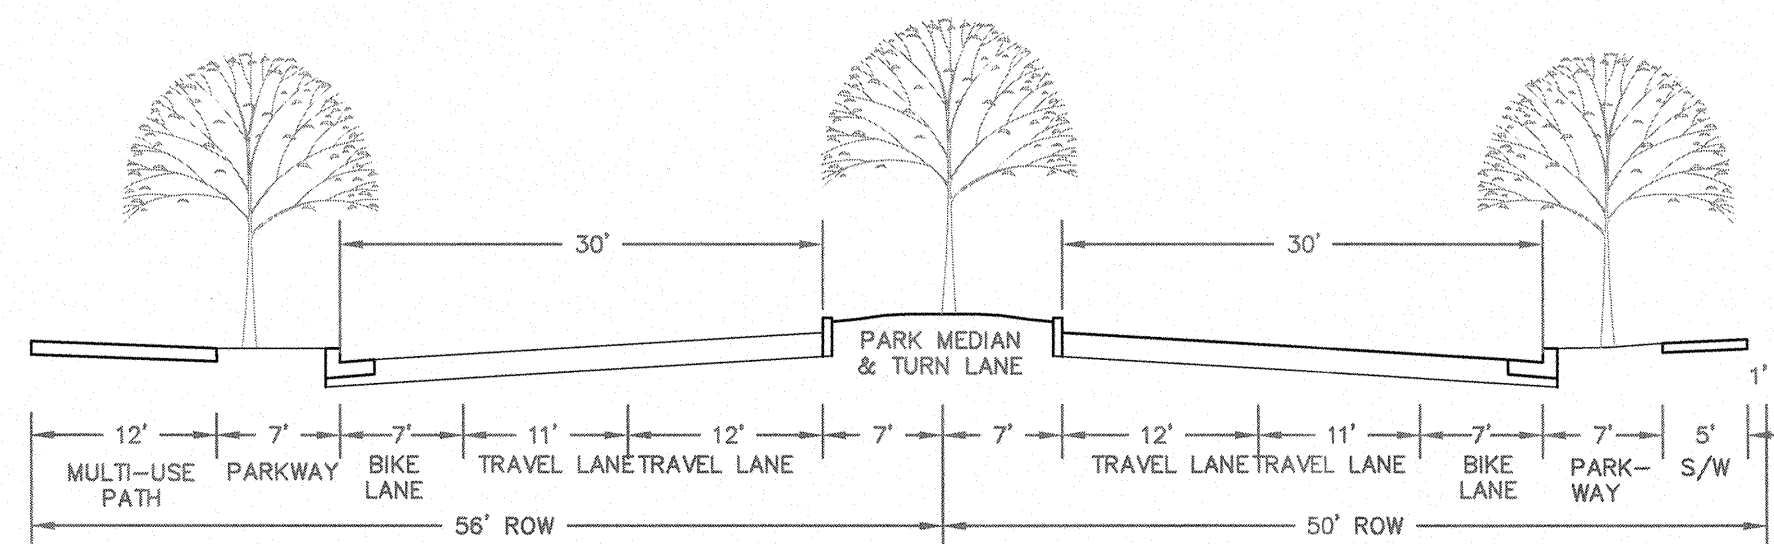 30'
30'
PARK MEDIAN
& TURN LANE
1'
12' 7' 7' 11' 12' 7' 7' 12' 11' 7' 7' 5'
MULTI-USE
PATH
PARKWAY
BIKE
LANE
TRAVEL LANE
TRAVEL LANE
TRAVEL LANE
TRAVEL LANE
BIKE
LANE
PARK-
WAY
S/W
56' ROW
50' ROW